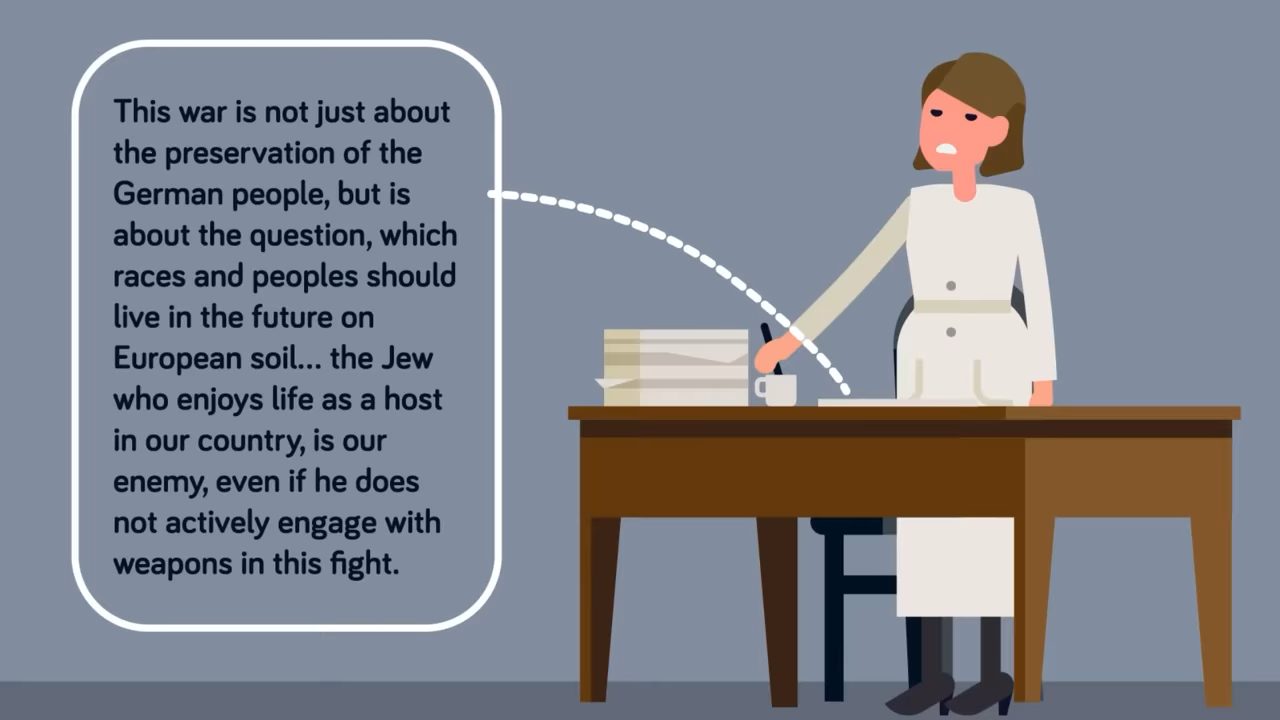 This war is not just about
the preservation of the
German people, but is
about the question, which
races and peoples should
live in the future on
European soil... the Jew
who enjoys life as a host
in our country, is our
enemy, even if he does
not actively engage with
weapons in this fight.